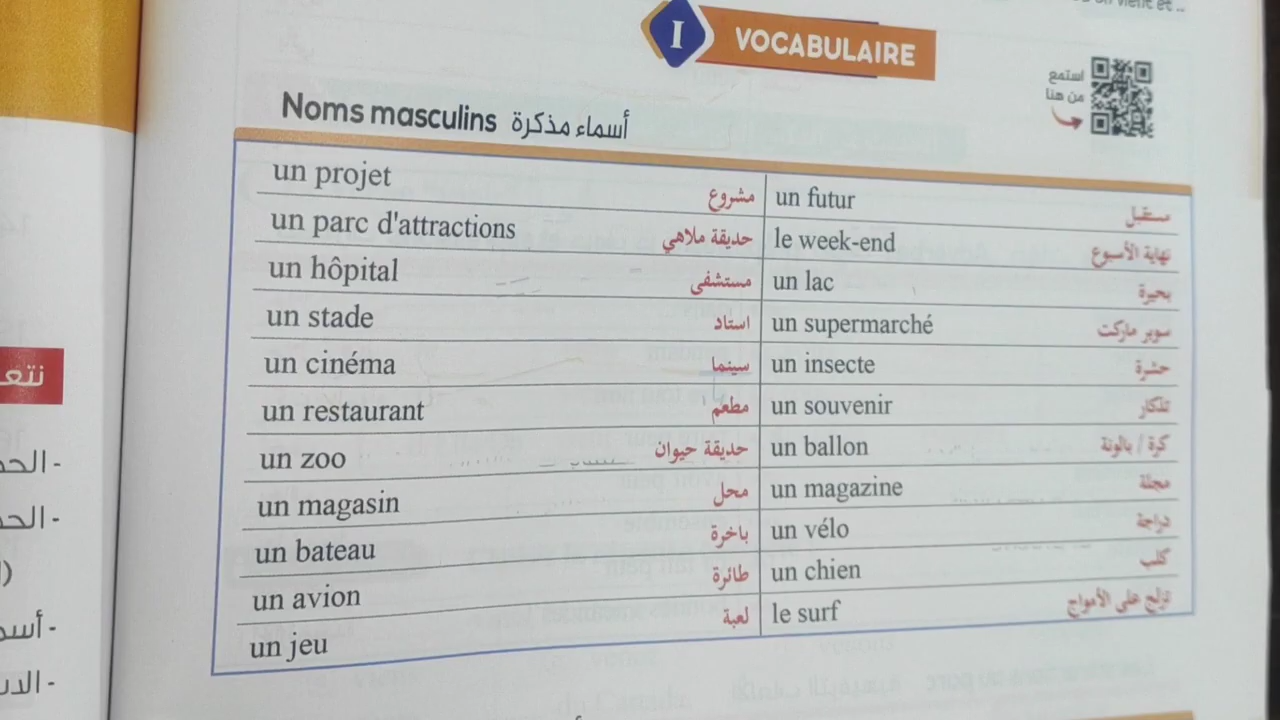 I VOCABULAIRE
استمع
من هنا
Noms masculins أسماء مذكرة
un projet مشروع
un parc d'attractions حديقة ملاهي
un hôpital مستشفى
un stade استاد
un cinéma سينما
un restaurant مطعم
un zoo حديقة حيوان
un magasin محل
un bateau باخرة
un avion طائرة
un jeu لعبة
un futur مستقبل
le week-end نهاية الأسبوع
un lac بحيرة
un supermarché سوبر ماركت
un insecte حشرة
un souvenir تذكار
un ballon كرة / بالونة
un magazine مجلة
un vélo دراجة
un chien كلب
le surf تزلج على الأمواج